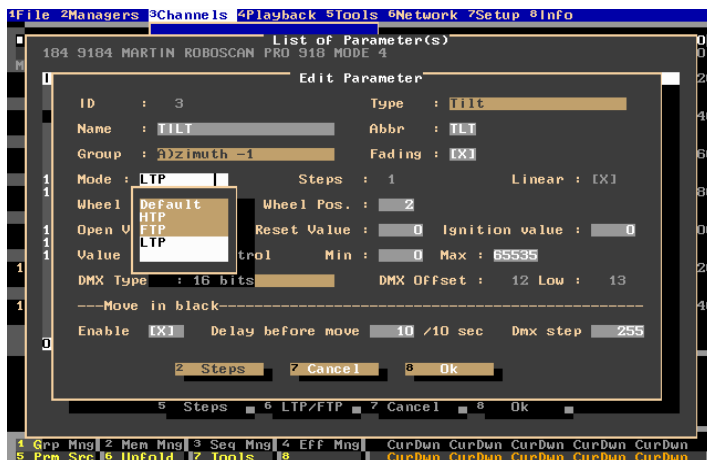 1File 2Managers 3Channels 4Playback 5Tools 6Network 7Setup 8Info
List of Parameter(s)
184 9184 MARTIN ROBOSCAN PRO 918 MODE 4
Edit Parameter
ID : 3 Type : Tilt
Name : TILT Abbr : TLT
Group : A)zimuth -1 Fading : [X]
Mode : LTP Steps : 1 Linear : [X]
Wheel Default Wheel Pos. : 2
HTP
Open V FTP Reset Value : 0 Ignition value : 0
LTP
Value trol Min : 0 Max : 65535
DMX Type : 16 bits DMX Offset : 12 Low : 13
---Move in black---
Enable [X] Delay before move 10 /10 sec Dmx step 255
2 Steps 7 Cancel 8 Ok
5 Steps 6 LTP/FTP 7 Cancel 8 Ok
1 Grp Mng 2 Mem Mng 3 Seq Mng 4 Eff Mng CurDwn CurDwn CurDwn CurDwn CurDwn
5 Prm Src 6 Unfold 7 Tools 8 CurDwn CurDwn CurDwn CurDwn CurDwn